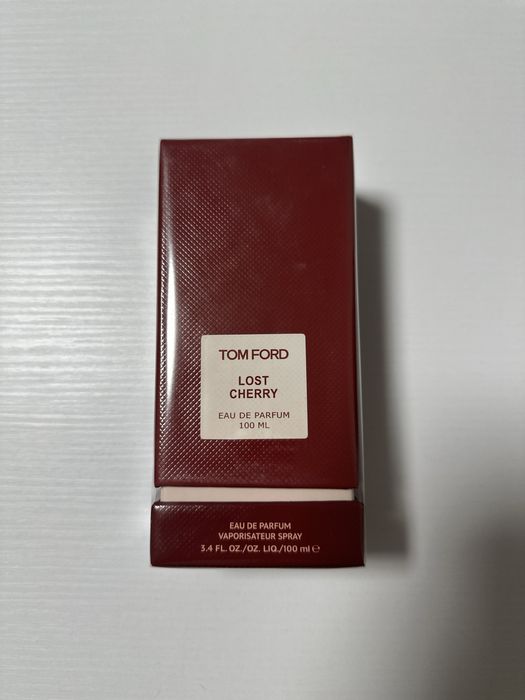 TOM FORD
LOST
CHERRY
EAU DE PARFUM
100 ML
EAU DE PARFUM
VAPORISATEUR SPRAY
3.4 FL. OZ./OZ. LIQ./100 ml ℮